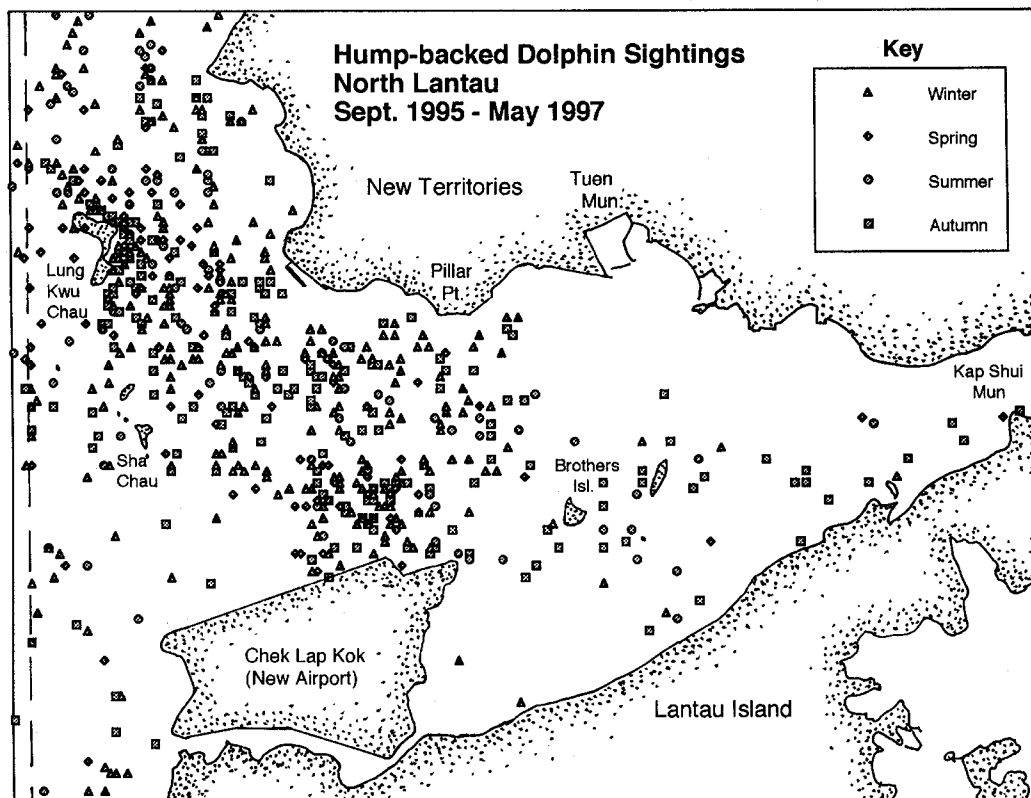 Hump-backed Dolphin Sightings
North Lantau
Sept. 1995 - May 1997
Key
Winter
Spring
Summer
Autumn
New Territories
Tuen
Mun
Pillar
Pt.
Lung
Kwu
Chau
Kap Shui
Mun
Sha
Chau
Brothers
Isl.
Chek Lap Kok
(New Airport)
Lantau Island